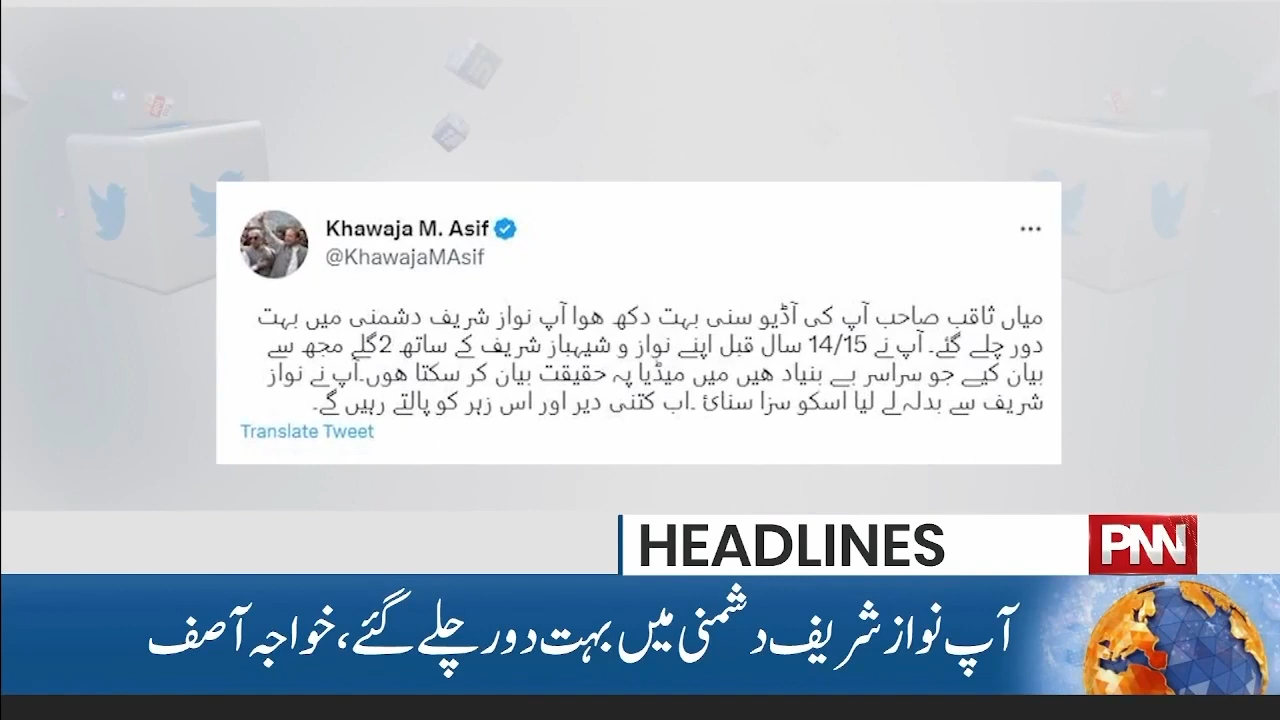 Khawaja M. Asif
@KhawajaMAsif
میاں ثاقب صاحب آپ کی آڈیو سنی بہت دکھ ھوا آپ نواز شریف دشمنی میں بہت
دور چلے گئے۔ آپ نے 14/15 سال قبل اپنے نواز و شیہباز شریف کے ساتھ 2گلے مجھ سے
بیان کیے جو سراسر بے بنیاد ھیں میں میڈیا پہ حقیقت بیان کر سکتا ھوں۔آپ نے نواز
شریف سے بدلہ لے لیا اسکو سزا سنائ ۔اب کتنی دیر اور اس زہر کو پالتے رہیں گے۔
Translate Tweet
HEADLINES
PNN
آپ نواز شریف دشمنی میں بہت دور چلے گئے، خواجہ آصف